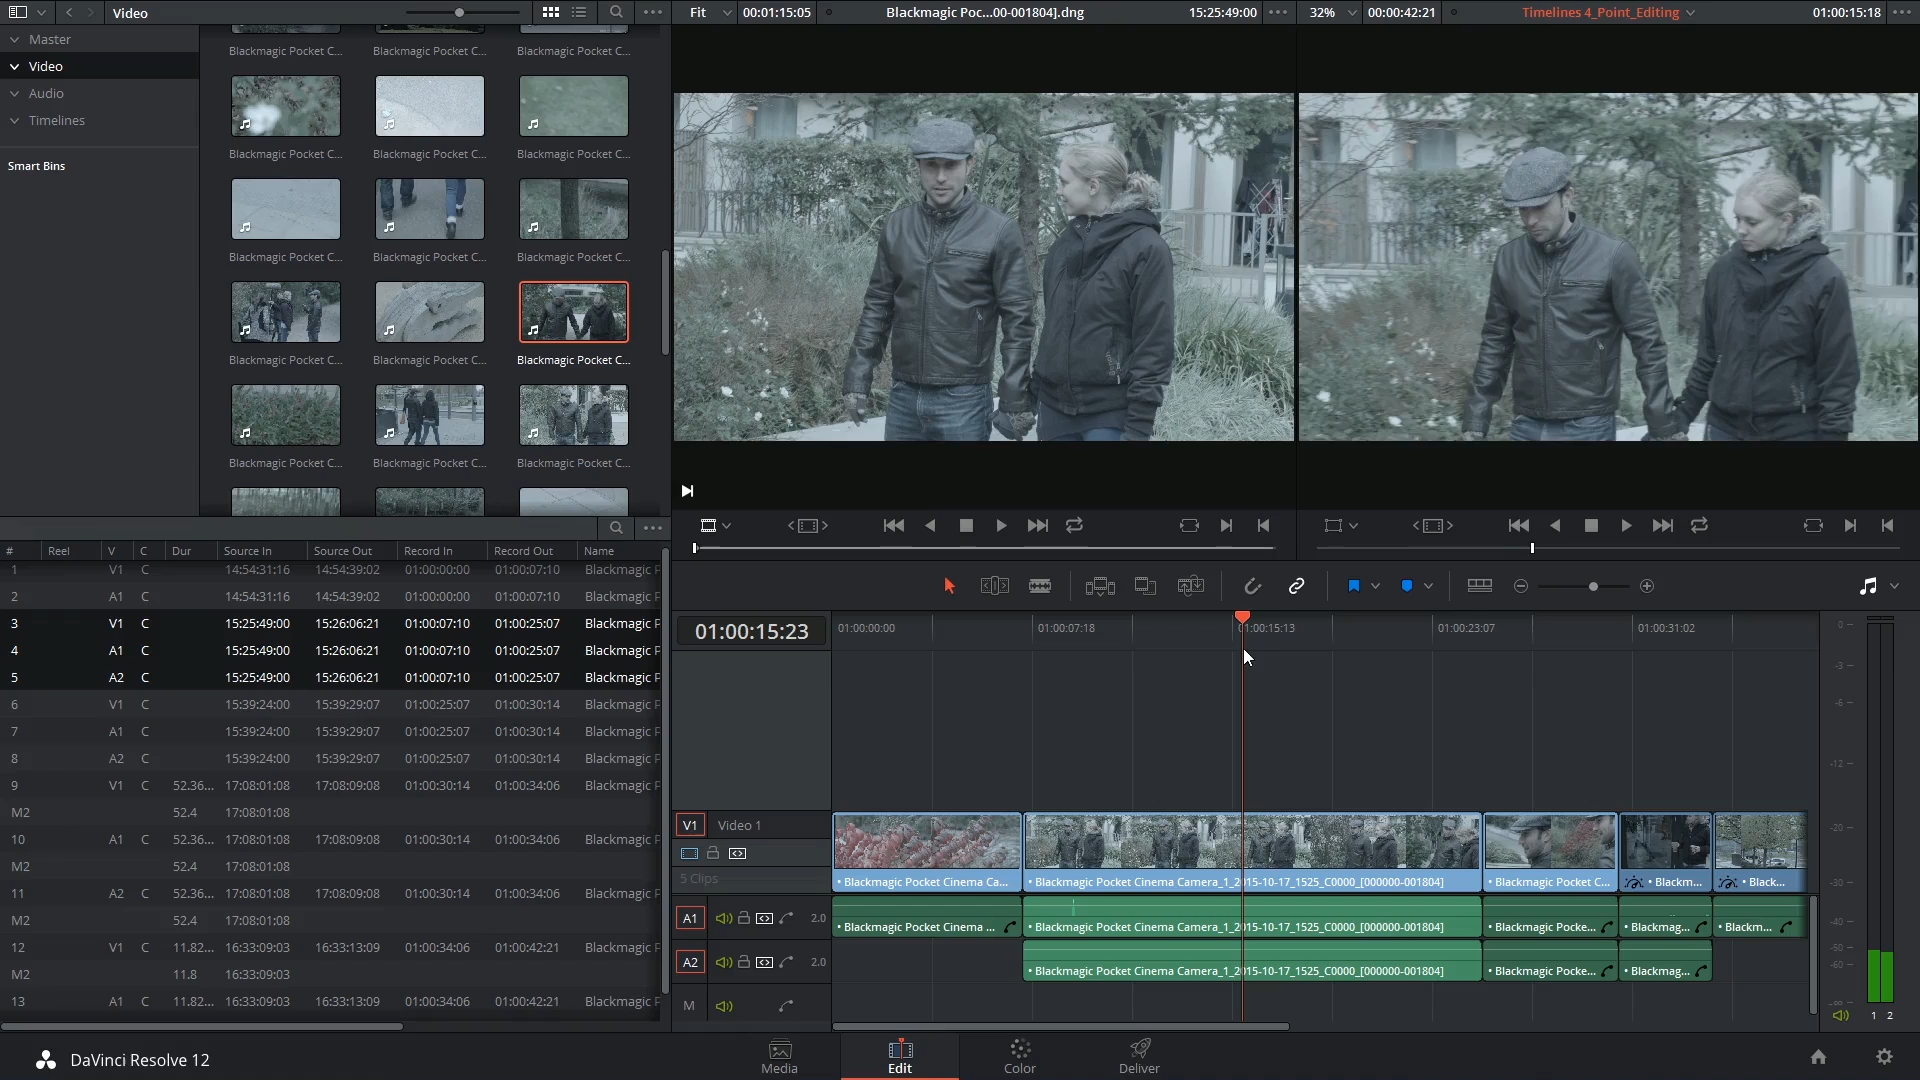 Video
Fit 00:01:15:05 Blackmagic Poc...00-001804].dng 15:25:49:00
32% 00:00:42:21 Timelines 4_Point_Editing 01:00:15:18
Master
Video
Audio
Timelines
Smart Bins
Blackmagic Pocket C... Blackmagic Pocket C... Blackmagic Pocket C...
Blackmagic Pocket C... Blackmagic Pocket C... Blackmagic Pocket C...
Blackmagic Pocket C... Blackmagic Pocket C... Blackmagic Pocket C...
Blackmagic Pocket C... Blackmagic Pocket C... Blackmagic Pocket C...
Blackmagic Pocket C... Blackmagic Pocket C... Blackmagic Pocket C...
# Reel V C Dur Source In Source Out Record In Record Out Name
1 V1 C 14:54:31:16 14:54:39:02 01:00:00:00 01:00:07:10 Blackmagic
2 A1 C 14:54:31:16 14:54:39:02 01:00:00:00 01:00:07:10 Blackmagic
3 V1 C 15:25:49:00 15:26:06:21 01:00:07:10 01:00:25:07 Blackmagic
4 A1 C 15:25:49:00 15:26:06:21 01:00:07:10 01:00:25:07 Blackmagic
5 A2 C 15:25:49:00 15:26:06:21 01:00:07:10 01:00:25:07 Blackmagic
6 V1 C 15:39:24:00 15:39:29:07 01:00:25:07 01:00:30:14 Blackmagic
7 A1 C 15:39:24:00 15:39:29:07 01:00:25:07 01:00:30:14 Blackmagic
8 A2 C 15:39:24:00 15:39:29:07 01:00:25:07 01:00:30:14 Blackmagic
9 V1 C 52.36... 17:08:01:08 17:08:09:08 01:00:30:14 01:00:34:06 Blackmagic
M2 52.4 17:08:01:08
10 A1 C 52.36... 17:08:01:08 17:08:09:08 01:00:30:14 01:00:34:06 Blackmagic
M2 52.4 17:08:01:08
11 A2 C 52.36... 17:08:01:08 17:08:09:08 01:00:30:14 01:00:34:06 Blackmagic
M2 52.4 17:08:01:08
12 V1 C 11.82... 16:33:09:03 16:33:13:09 01:00:34:06 01:00:42:21 Blackmagic
M2 11.8 16:33:09:03
13 A1 C 11.82... 16:33:09:03 16:33:13:09 01:00:34:06 01:00:42:21 Blackmagic
01:00:15:23
01:00:00:00 01:00:07:18 01:00:15:13 01:00:23:07 01:00:31:02
V1 Video 1
5 Clips
• Blackmagic Pocket Cinema Ca... • Blackmagic Pocket Cinema Camera_1_2015-10-17_1525_C0000_[000000-001804] • Blackmagic Pocket C... • Blackm... • Black...
A1 2.0
• Blackmagic Pocket Cinema ... • Blackmagic Pocket Cinema Camera_1_2015-10-17_1525_C0000_[000000-001804] • Blackmagic Pocke... • Blackmag... • Blackm...
A2 2.0
• Blackmagic Pocket Cinema Camera_1_2015-10-17_1525_C0000_[000000-001804] • Blackmagic Pocke... • Blackmag...
M
0
-3
-6
-12
-20
-30
-40
-50
-60
1 2
DaVinci Resolve 12
Media Edit Color Deliver